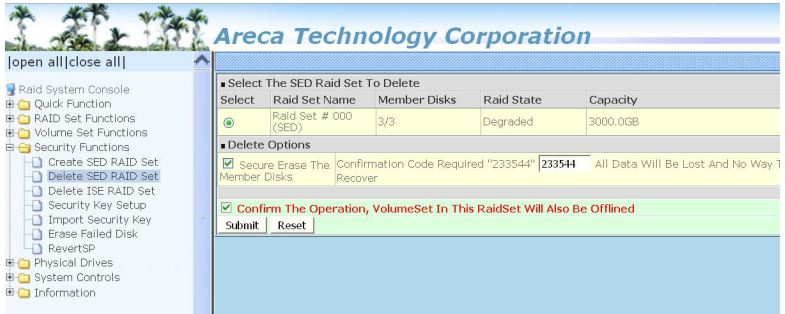 Areca Technology Corporation
|open all|close all|
Raid System Console
Quick Function
RAID Set Functions
Volume Set Functions
Security Functions
Create SED RAID Set
Delete SED RAID Set
Delete ISE RAID Set
Security Key Setup
Import Security Key
Erase Failed Disk
RevertSP
Physical Drives
System Controls
Information
Select The SED Raid Set To Delete
Select Raid Set Name Member Disks Raid State Capacity
Raid Set # 000
(SED) 3/3 Degraded 3000.0GB
Delete Options
Secure Erase The Confirmation Code Required "233544" 233544 All Data Will Be Lost And No Way T
Member Disks Recover
Confirm The Operation, VolumeSet In This RaidSet Will Also Be Offlined
Submit Reset